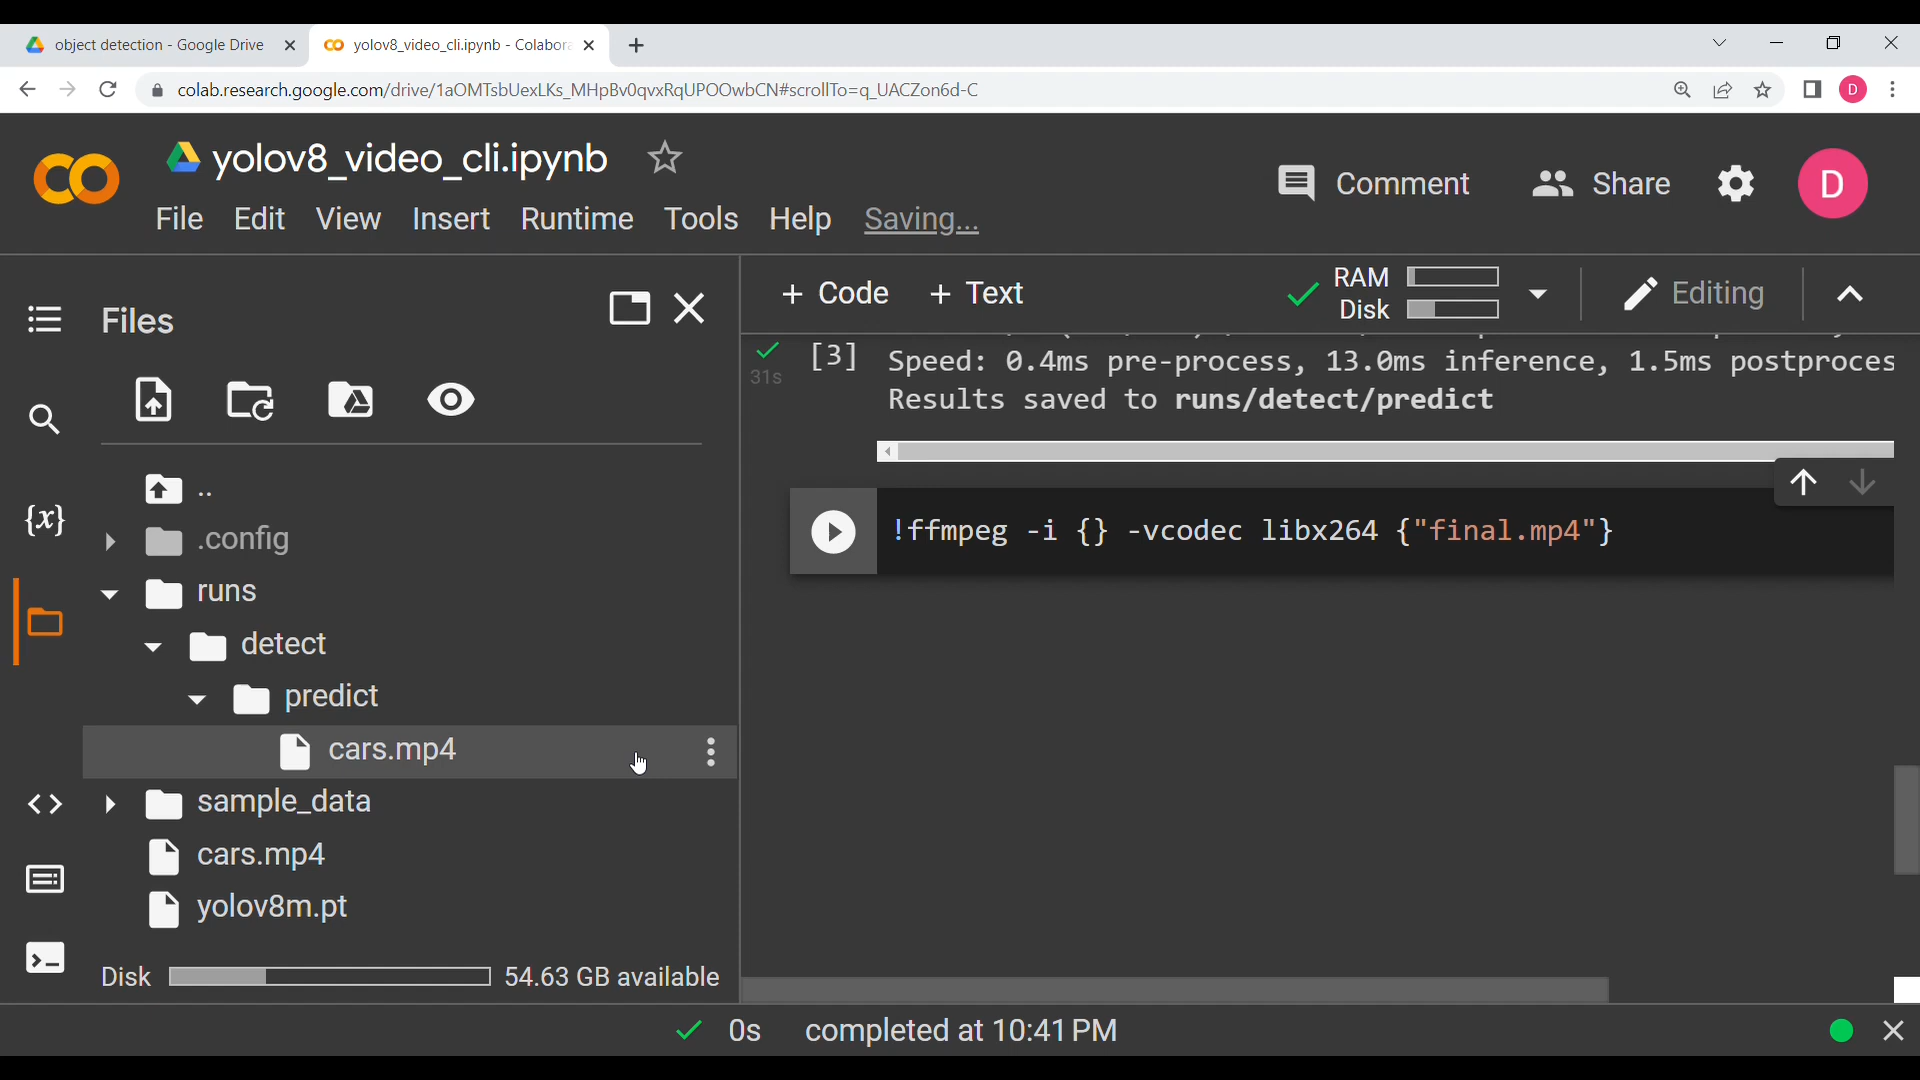 object detection - Google Drive
yolov8_video_cli.ipynb - Colabor
colab.research.google.com/drive/1aOMTsbUexLKs_MHpBv0qvxRqUPOOwbCN#scrollTo=q_UACZon6d-C
D
yolov8_video_cli.ipynb
File Edit View Insert Runtime Tools Help Saving...
Comment
Share
D
Files
..
.config
runs
detect
predict
cars.mp4
sample_data
cars.mp4
yolov8m.pt
Disk 54.63 GB available
+ Code + Text
RAM
Disk
Editing
31s
[3] Speed: 0.4ms pre-process, 13.0ms inference, 1.5ms postproces
Results saved to runs/detect/predict
!ffmpeg -i {} -vcodec libx264 {"final.mp4"}
0s completed at 10:41 PM